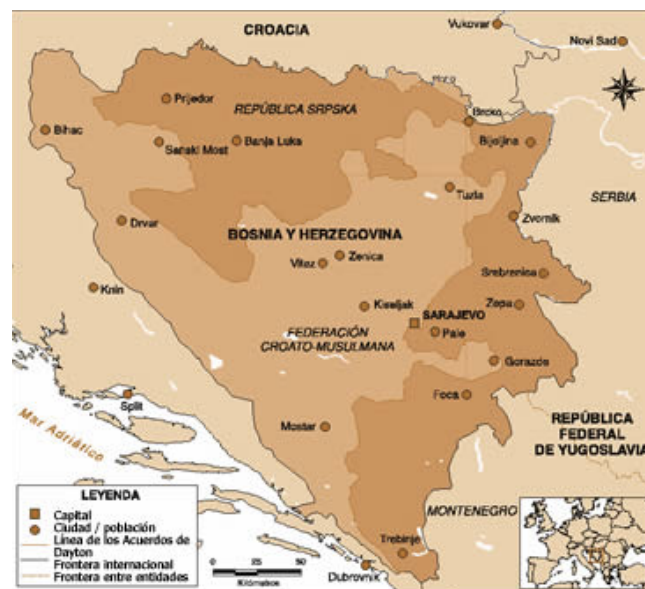 CROACIA
Vukovar
Novi Sad
Prijedor
REPÚBLICA SRPSKA
Brcko
Bihac
Sanski Most
Banja Luka
Bijeljina
Tuzla
SERBIA
Drvar
Zvornik
BOSNIA Y HERZEGOVINA
Vitez
Zenica
Srebrenica
Knin
Kiseljak
SARAJEVO
Zepa
FEDERACIÓN
CROATO-MUSULMANA
Pale
Gorazde
Foca
Split
Mar Adriático
Mostar
REPÚBLICA
FEDERAL
DE YUGOSLAVIA
LEYENDA
Capital
Ciudad / población
Línea de los Acuerdos de
Dayton
Frontera internacional
Frontera entre entidades
MONTENEGRO
Trebinje
0 25 50
Kilómetros
Dubrovnik